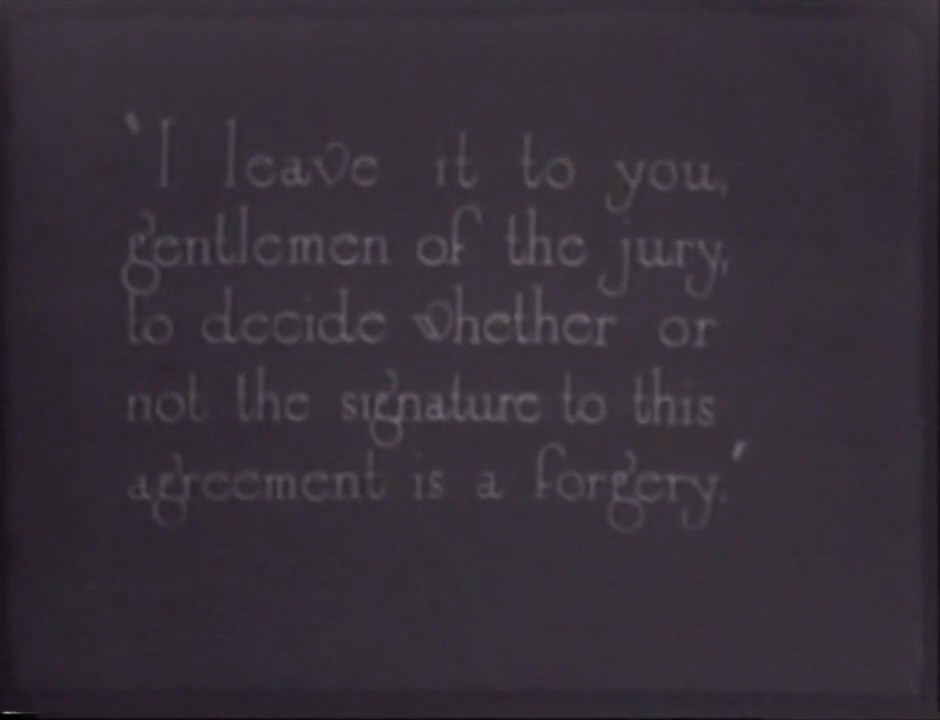 'I leave it to you,
gentlemen of the jury,
to decide whether or
not the signature to this
agreement is a forgery.'